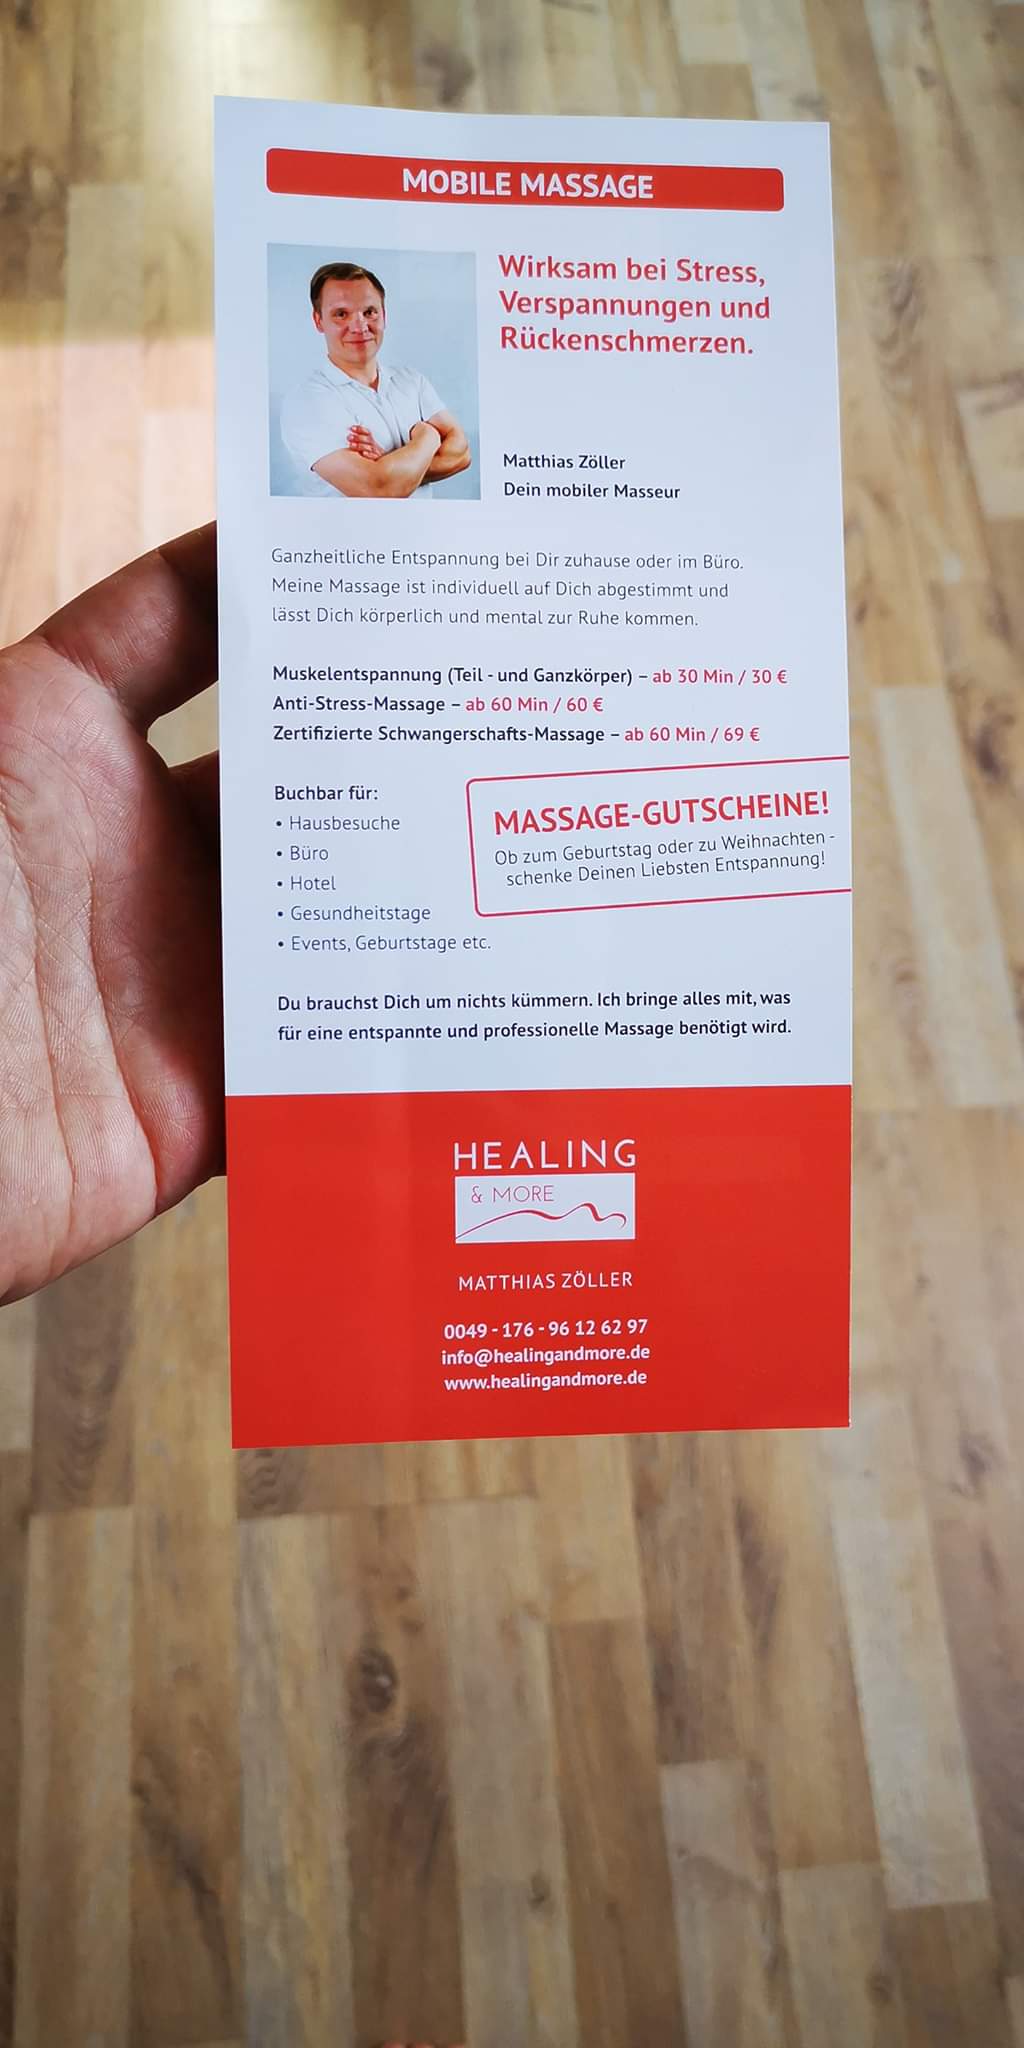 MOBILE MASSAGE
Wirksam bei Stress,
Verspannungen und
Rückenschmerzen.
Matthias Zöller
Dein mobiler Masseur
Ganzheitliche Entspannung bei Dir zuhause oder im Büro.
Meine Massage ist individuell auf Dich abgestimmt und
lässt Dich körperlich und mental zur Ruhe kommen.
Muskelentspannung (Teil - und Ganzkörper) – ab 30 Min / 30 €
Anti-Stress-Massage – ab 60 Min / 60 €
Zertifizierte Schwangerschafts-Massage – ab 60 Min / 69 €
Buchbar für:
• Hausbesuche
• Büro
• Hotel
• Gesundheitstage
• Events, Geburtstage etc.
MASSAGE-GUTSCHEINE!
Ob zum Geburtstag oder zu Weihnachten -
schenke Deinen Liebsten Entspannung!
Du brauchst Dich um nichts kümmern. Ich bringe alles mit, was
für eine entspannte und professionelle Massage benötigt wird.
HEALING
& MORE
MATTHIAS ZÖLLER
0049 - 176 - 96 12 62 97
info@healingandmore.de
www.healingandmore.de